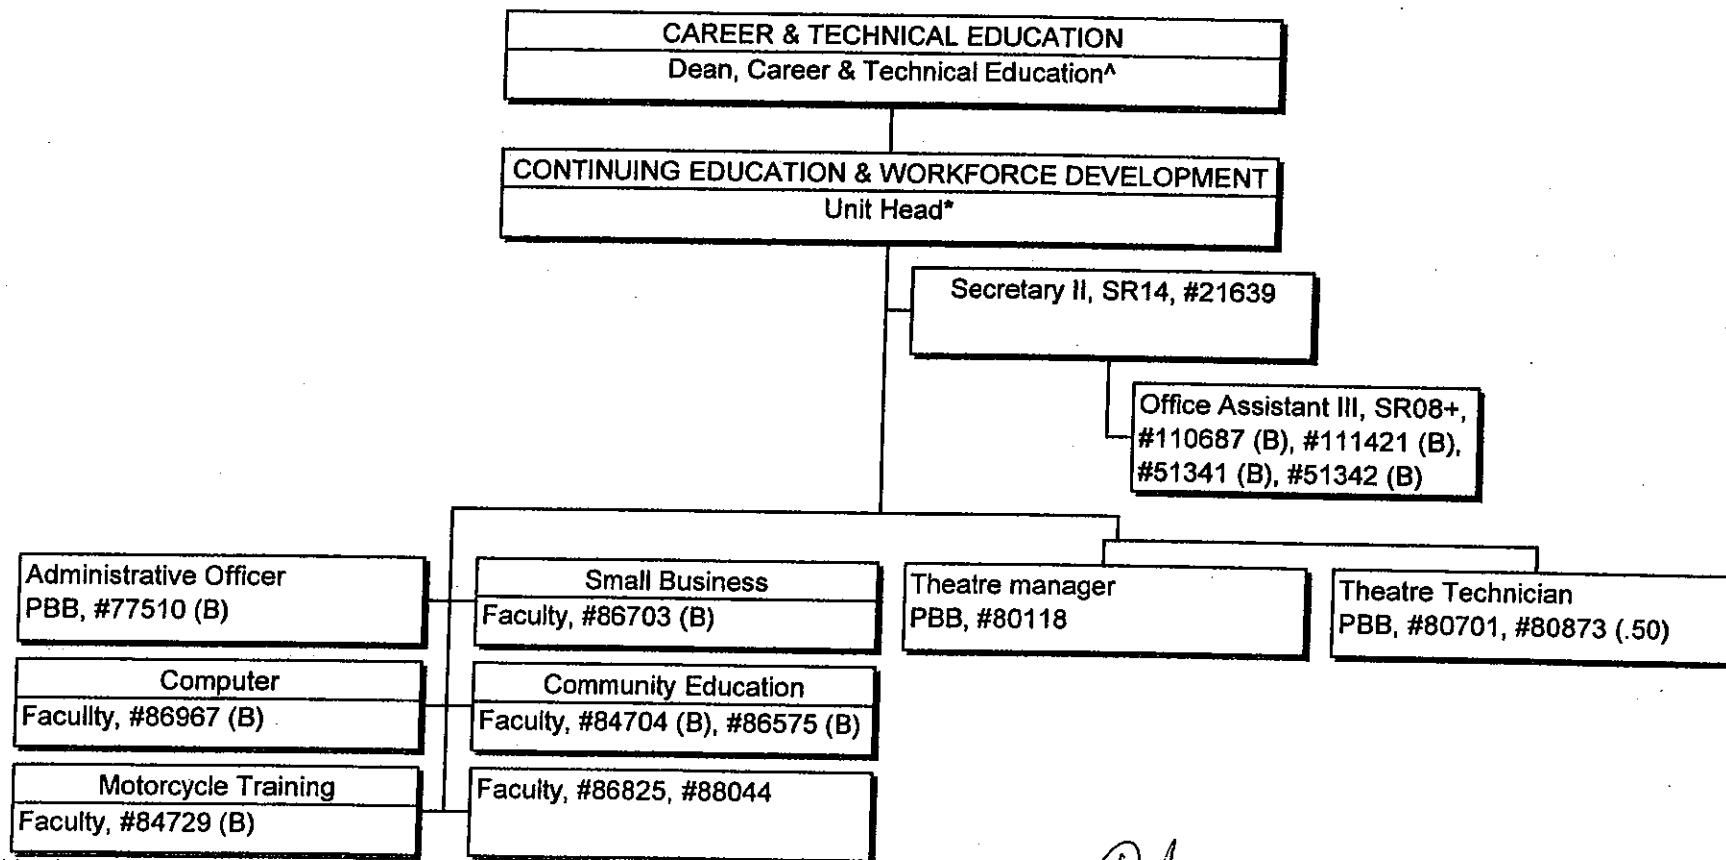 CAREER & TECHNICAL EDUCATION
Dean, Career & Technical Education^
CONTINUING EDUCATION & WORKFORCE DEVELOPMENT
Unit Head*
Secretary II, SR14, #21639
Office Assistant III, SR08+,
#110687 (B), #111421 (B),
#51341 (B), #51342 (B)
Administrative Officer
PBB, #77510 (B)
Small Business
Faculty, #86703 (B)
Theatre manager
PBB, #80118
Theatre Technician
PBB, #80701, #80873 (.50)
Computer
Facullty, #86967 (B)
Community Education
Faculty, #84704 (B), #86575 (B)
Motorcycle Training
Faculty, #84729 (B)
Faculty, #86825, #88044